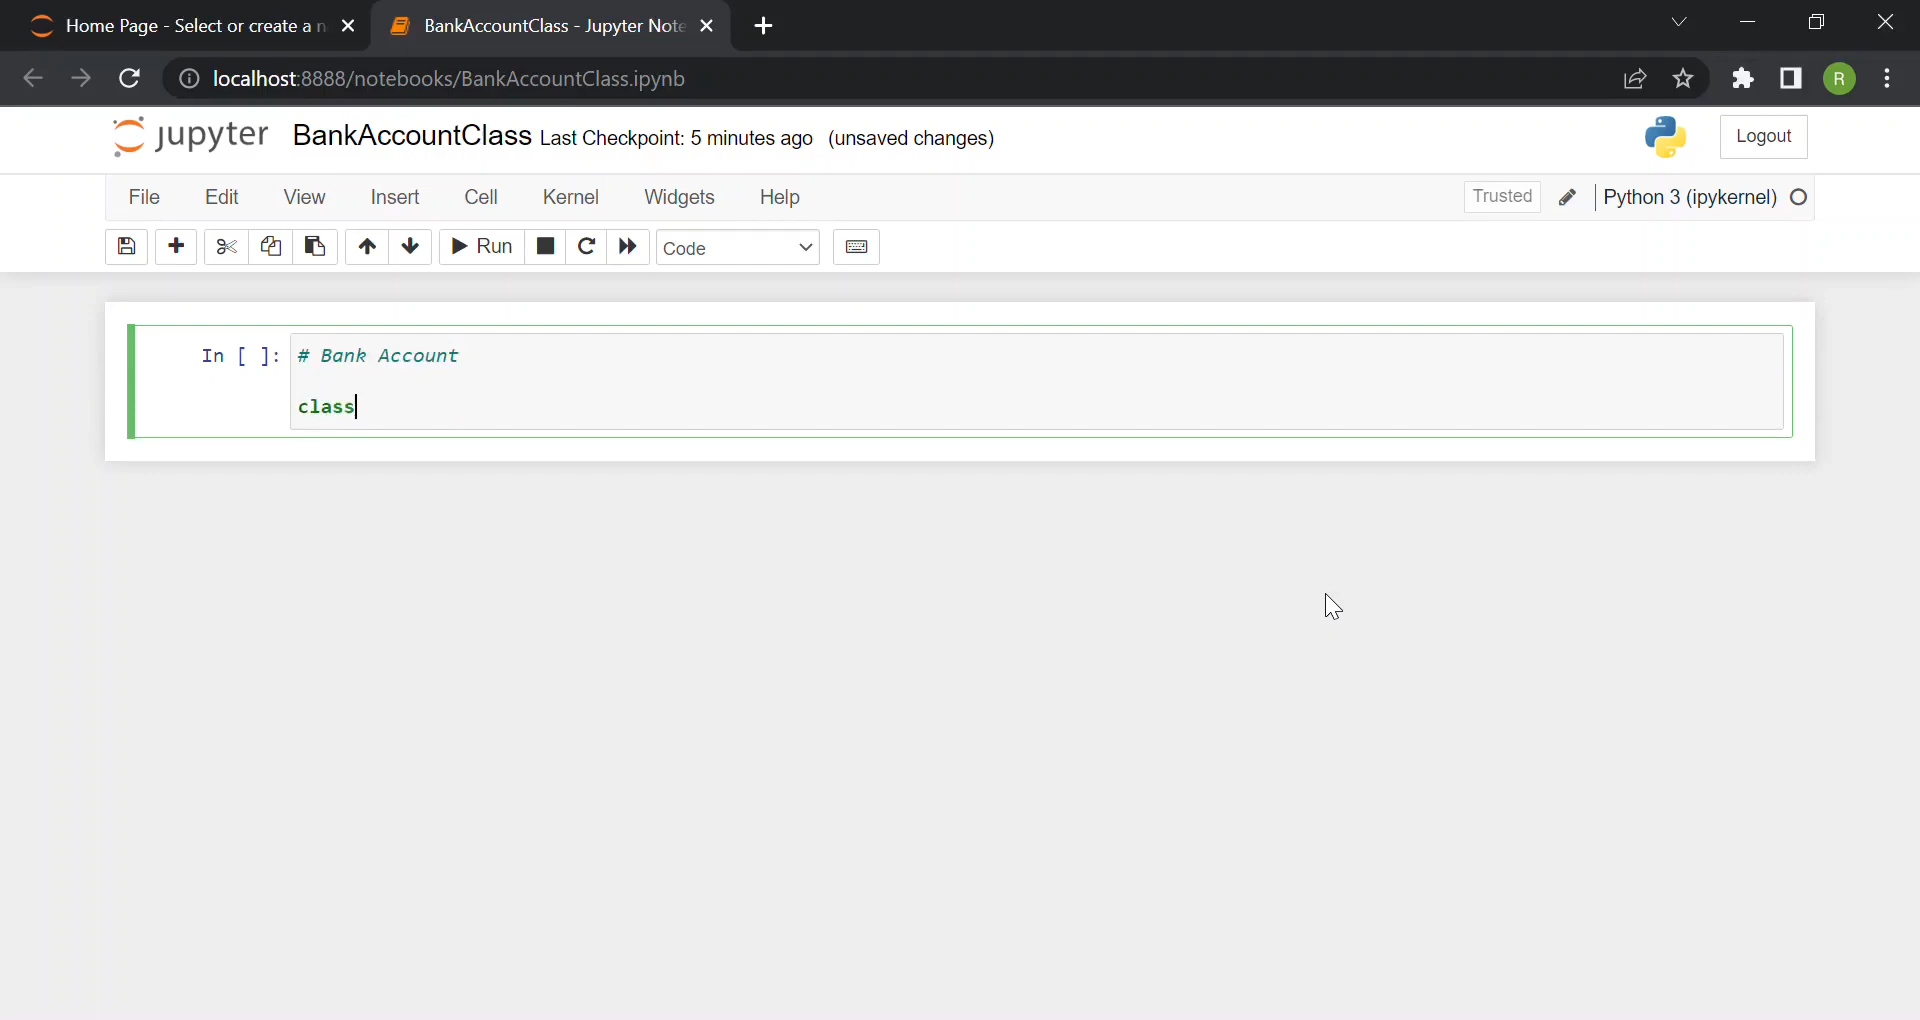 Home Page - Select or create a n
BankAccountClass - Jupyter Note
localhost:8888/notebooks/BankAccountClass.ipynb
R
jupyter BankAccountClass Last Checkpoint: 5 minutes ago (unsaved changes)
Logout
File Edit View Insert Cell Kernel Widgets Help
Trusted Python 3 (ipykernel)
Run Code
In [ ]: # Bank Account
class